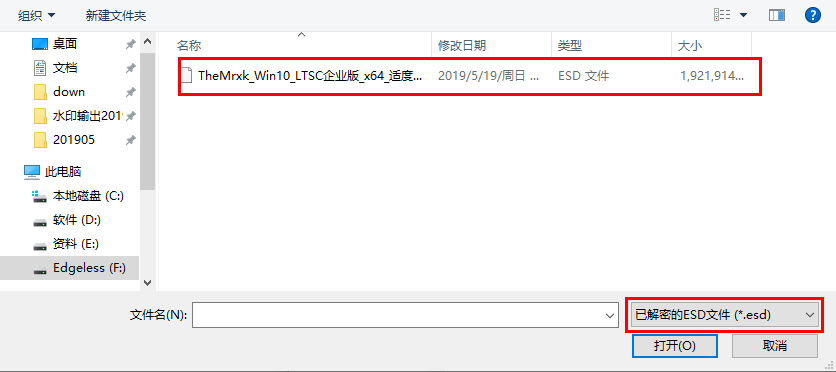 组织 新建文件夹
桌面
文档
down
水印输出2019
201905
此电脑
本地磁盘 (C:)
软件 (D:)
资料 (E:)
Edgeless (F:)
名称 修改日期 类型 大小
TheMrxk_Win10_LTSC企业版_x64_适度... 2019/5/19/周日 ... ESD 文件 1,921,914...
文件名(N): 已解密的ESD文件 (*.esd)
打开(O) 取消